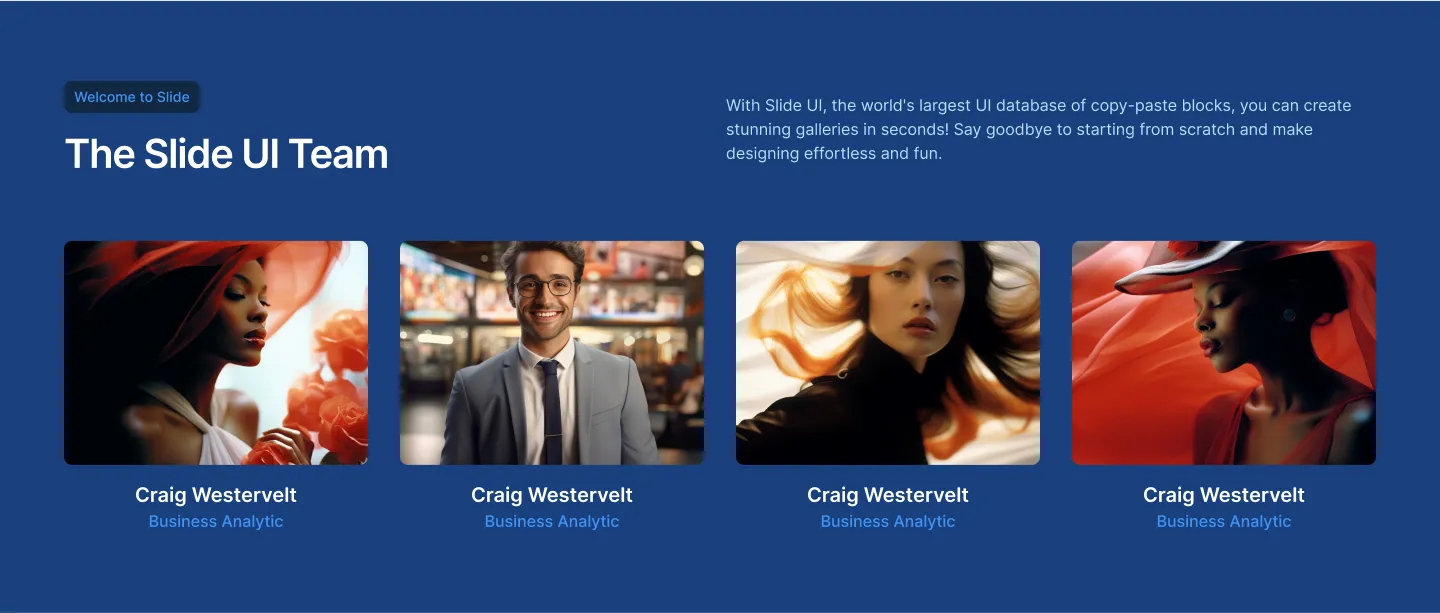 Welcome to Slide
The Slide UI Team
With Slide UI, the world's largest UI database of copy-paste blocks, you can create
stunning galleries in seconds! Say goodbye to starting from scratch and make
designing effortless and fun.
Craig Westervelt
Business Analytic
Craig Westervelt
Business Analytic
Craig Westervelt
Business Analytic
Craig Westervelt
Business Analytic